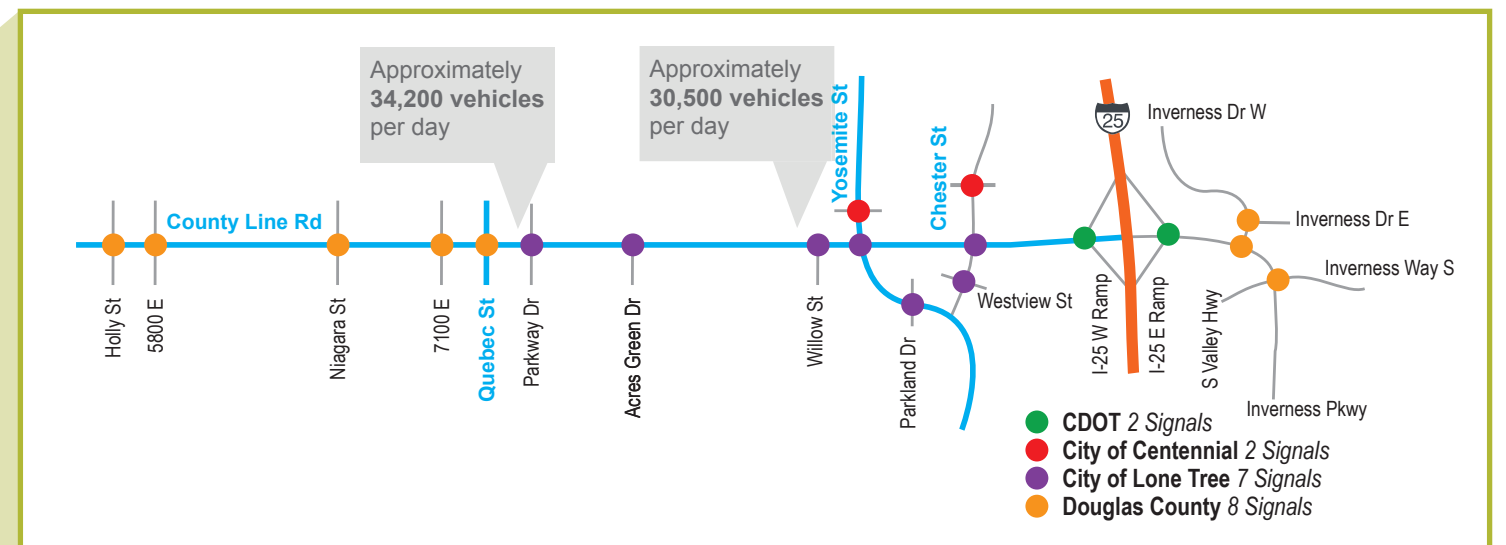 Approximately
34,200 vehicles
per day
Approximately
30,500 vehicles
per day
Yosemite St
Chester St
25
Inverness Dr W
Inverness Dr E
Inverness Way S
County Line Rd
Holly St
5800 E
Niagara St
7100 E
Quebec St
Parkway Dr
Acres Green Dr
Willow St
Parkland Dr
Westview St
I-25 W Ramp
I-25 E Ramp
S Valley Hwy
Inverness Pkwy
CDOT 2 Signals
City of Centennial 2 Signals
City of Lone Tree 7 Signals
Douglas County 8 Signals